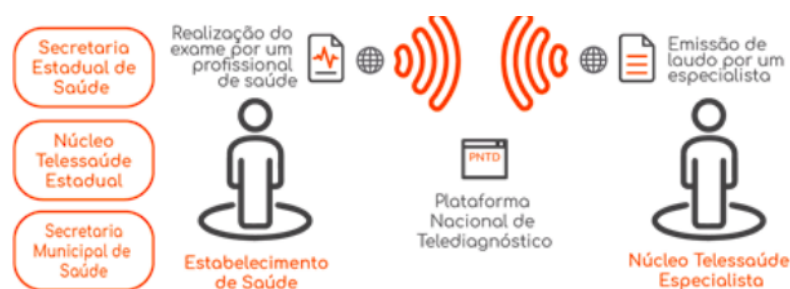 Secretaria
Estadual de
Saúde
Núcleo
Telessaúde
Estadual
Secretaria
Municipal de
Saúde
Realização do
exame por um
profissional
de saúde
Estabelecimento
de Saúde
PNTD
Plataforma
Nacional de
Telediagnóstico
Emissão de
laudo por um
especialista
Núcleo Telessaúde
Especialista